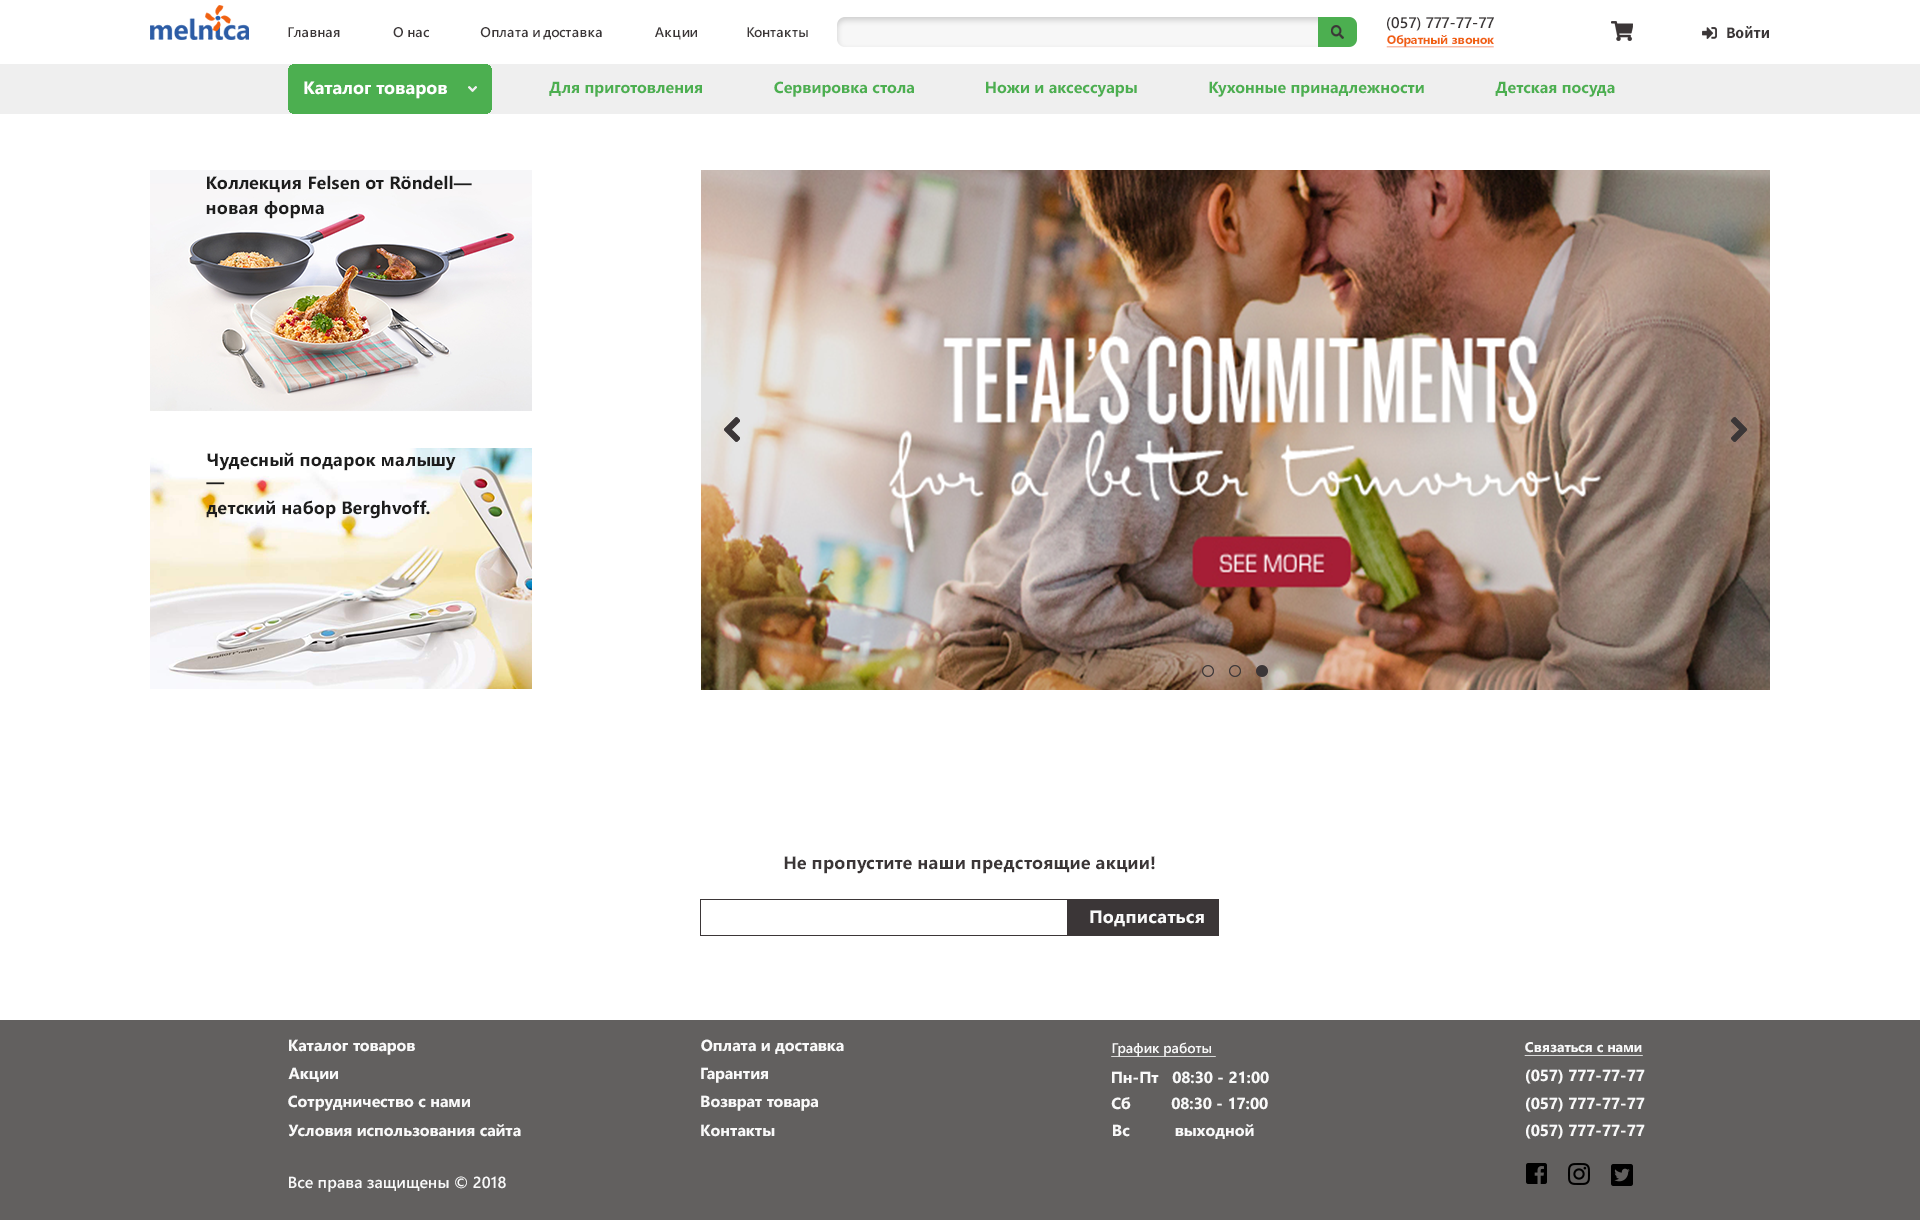 melnica
Главная
О нас
Оплата и доставка
Акции
Контакты
(057) 777-77-77
Обратный звонок
Войти
Каталог товаров
Для приготовления
Сервировка стола
Ножи и аксессуары
Кухонные принадлежности
Детская посуда
Коллекция Felsen от Röndell—
новая форма
Чудесный подарок малышу
—
детский набор Berghvoff.
TEFAL'S COMMITMENTS
for a better tomorrow
SEE MORE
Не пропустите наши предстоящие акции!
Подписаться
Каталог товаров
Акции
Сотрудничество с нами
Условия использования сайта
Все права защищены © 2018
Оплата и доставка
Гарантия
Возврат товара
Контакты
График работы
Пн-Пт 08:30 - 21:00
Сб 08:30 - 17:00
Вс выходной
Связаться с нами
(057) 777-77-77
(057) 777-77-77
(057) 777-77-77